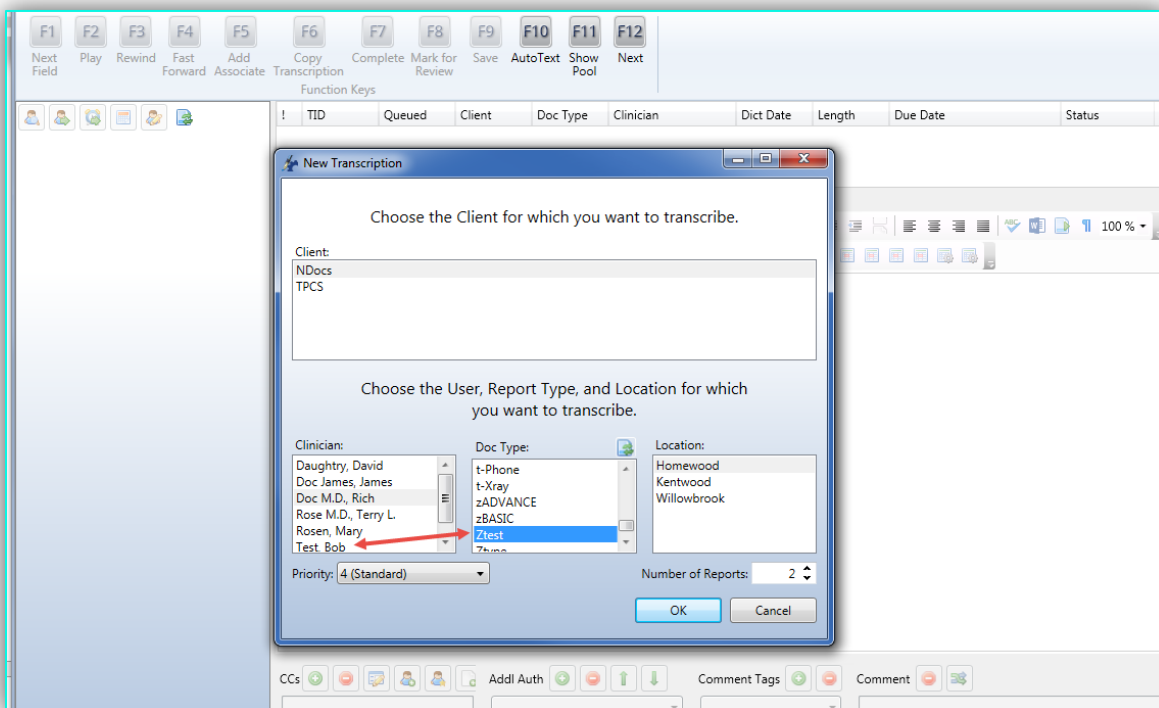 F1 F2 F3 F4 F5 F6 F7 F8 F9 F10 F11 F12
Next Field Play Rewind Fast Forward Add Associate Copy Transcription Complete Mark for Review Save AutoText Show Pool Next
Function Keys
! TID Queued Client Doc Type Clinician Dict Date Length Due Date Status
New Transcription
Choose the Client for which you want to transcribe.
100 %
Client:
NDocs
TPCS
Choose the User, Report Type, and Location for which
you want to transcribe.
Clinician:
Daughtry, David
Doc James, James
Doc M.D., Rich
Rose M.D., Terry L.
Rosen, Mary
Test, Bob
Doc Type:
t-Phone
t-Xray
zADVANCE
zBASIC
Ztest
Ztype
Location:
Homewood
Kentwood
Willowbrook
Priority: 4 (Standard)
Number of Reports: 2
OK Cancel
CCs Addl Auth Comment Tags Comment